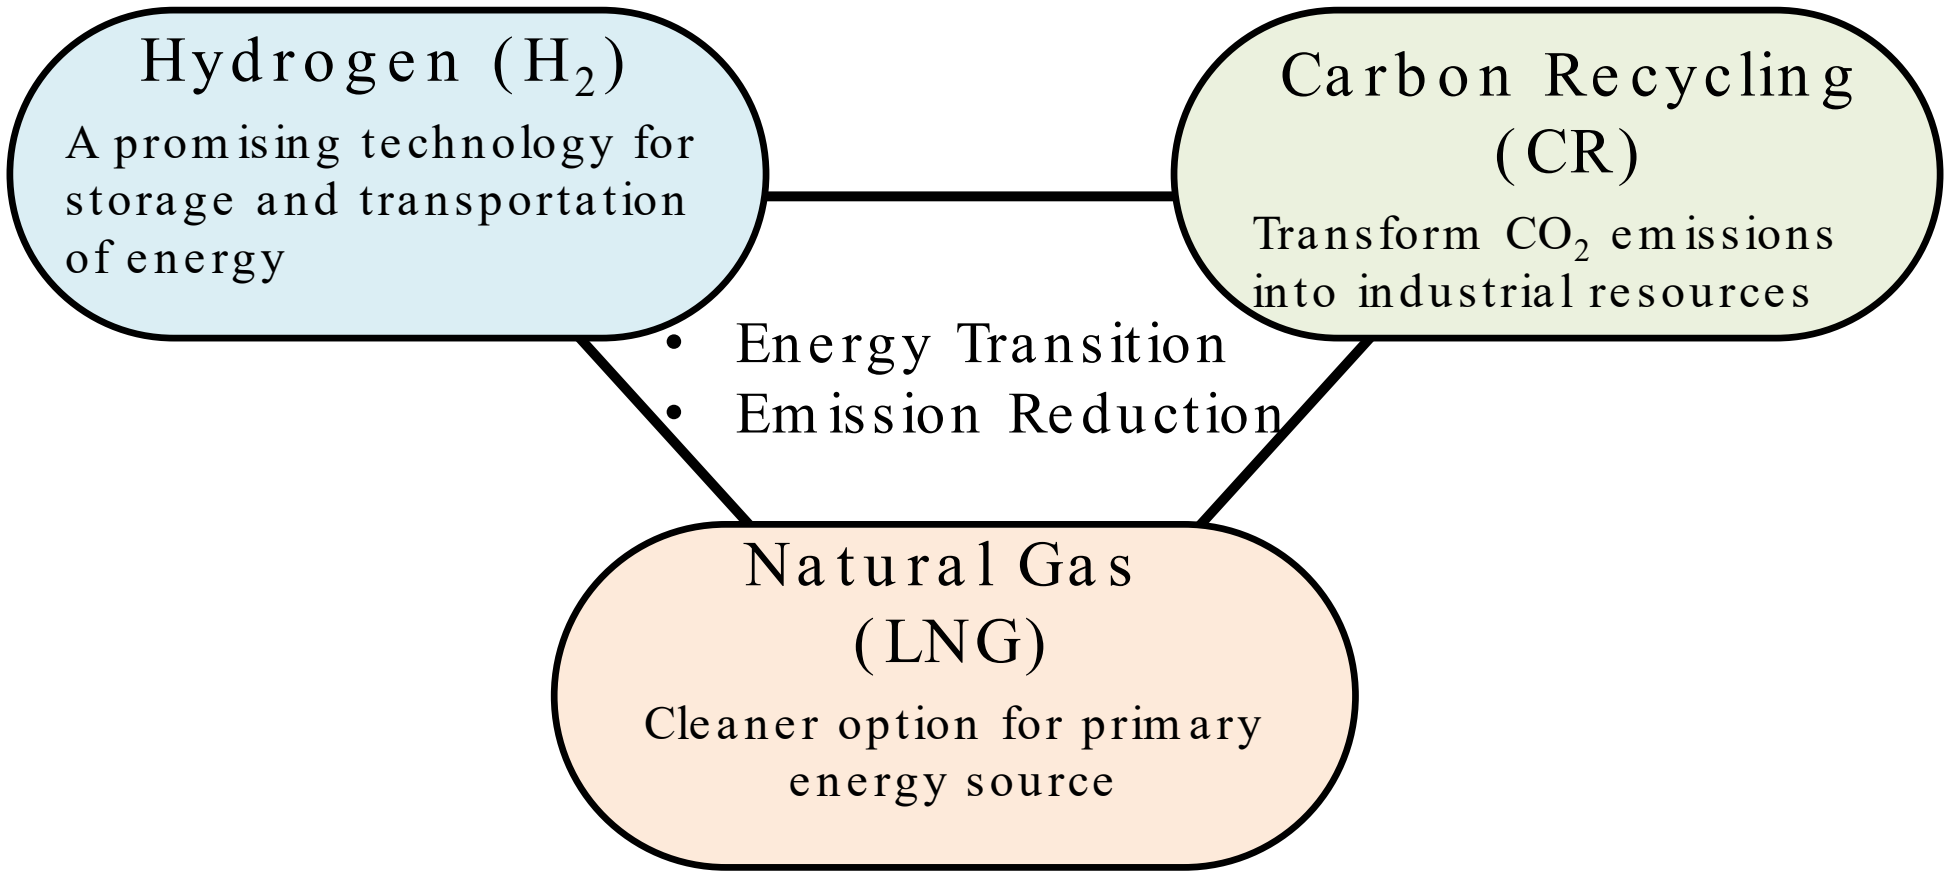 Hydrogen (H₂)
A promising technology for
storage and transportation
of energy
Carbon Recycling
(CR)
Transform CO₂ emissions
into industrial resources
• Energy Transition
• Emission Reduction
Natural Gas
(LNG)
Cleaner option for primary
energy source